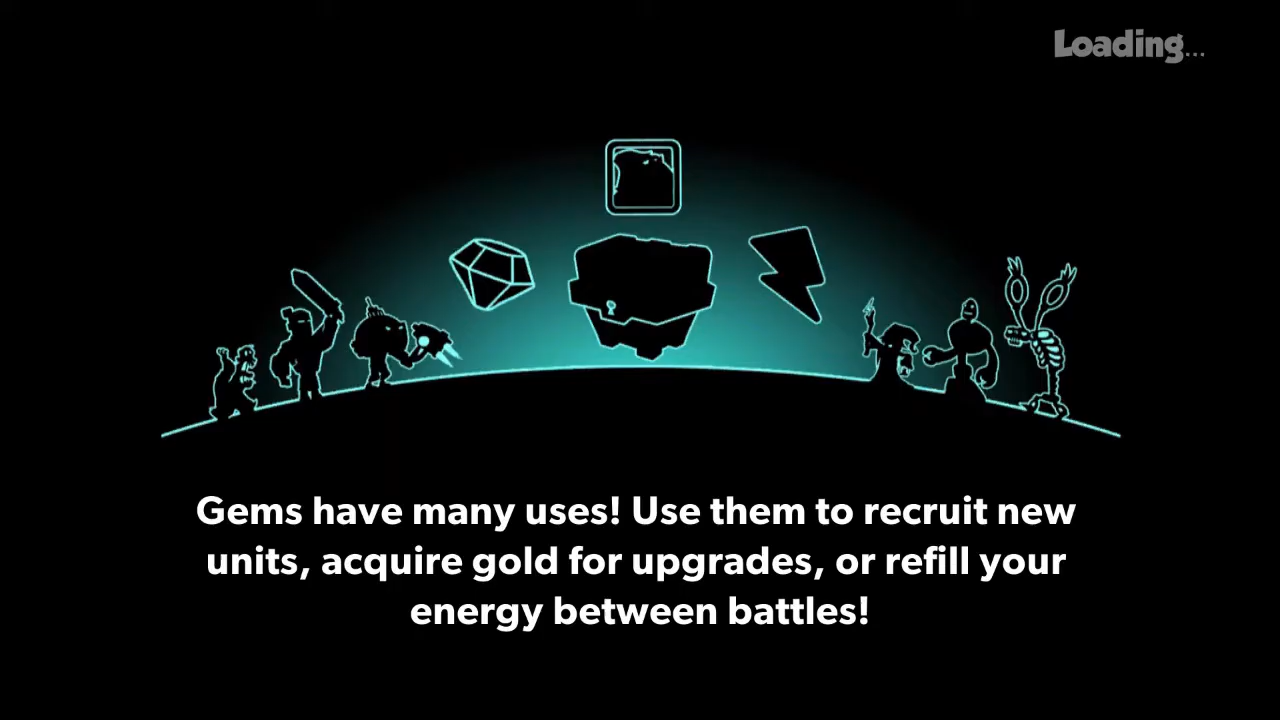 Loading...
Gems have many uses! Use them to recruit new
units, acquire gold for upgrades, or refill your
energy between battles!